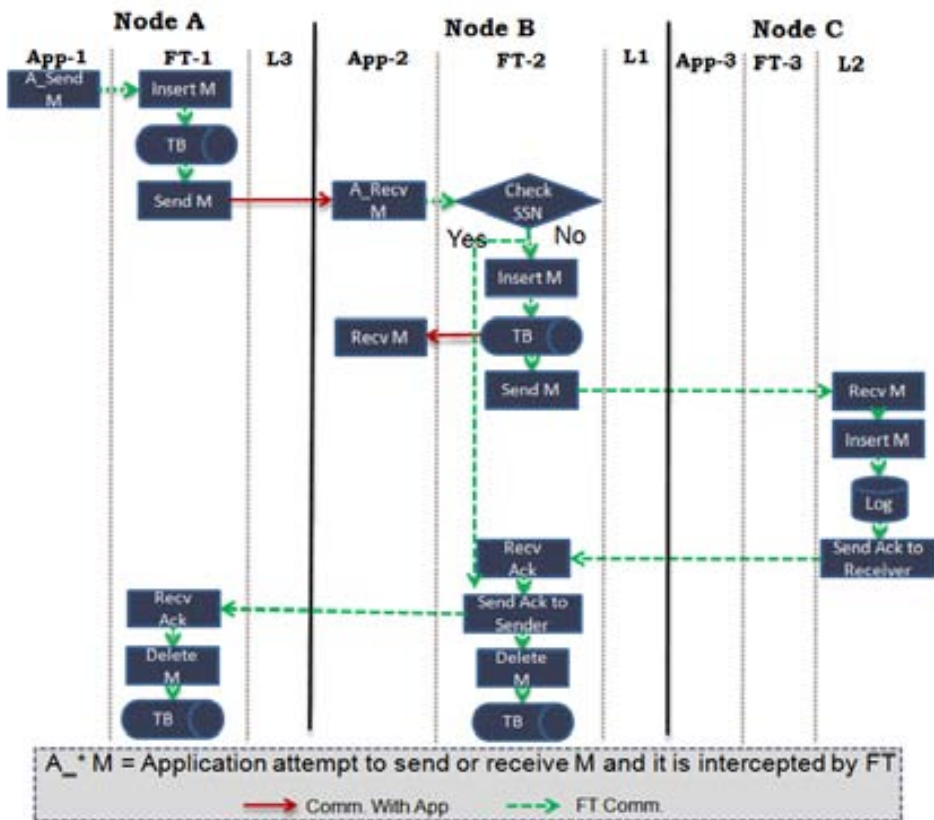 Node A
Node B
Node C
App-1
FT-1
L3
App-2
FT-2
L1
App-3
FT-3
L2
A_Send
M
Insert M
TB
Send M
A_Recv
M
Check
SSN
Yes
No
Insert M
Recv M
TB
Send M
Recv M
Insert M
Log
Recv
Ack
Send Ack to
Receiver
Recv
Ack
Send Ack to
Sender
Delete
M
Delete
M
TB
TB
A_* M = Application attempt to send or receive M and it is intercepted by FT
Comm. With App
FT Comm.